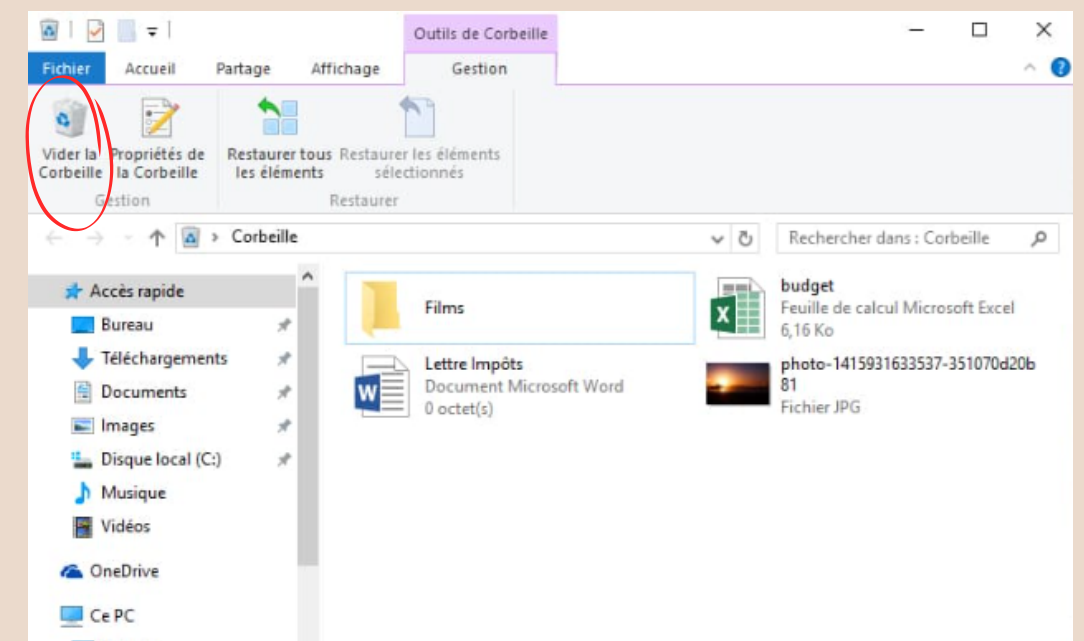 Outils de Corbeille
Fichier Accueil Partage Affichage Gestion
Vider la Propriétés de Restaurer tous Restaurer les éléments
Corbeille la Corbeille les éléments sélectionnés
Gestion Restaurer
Corbeille Rechercher dans : Corbeille
Accès rapide
Bureau
Téléchargements
Documents
Images
Disque local (C:)
Musique
Vidéos
OneDrive
Ce PC
Films
budget
Feuille de calcul Microsoft Excel
6,16 Ko
Lettre Impôts
Document Microsoft Word
0 octet(s)
photo-1415931633537-351070d20b
81
Fichier JPG